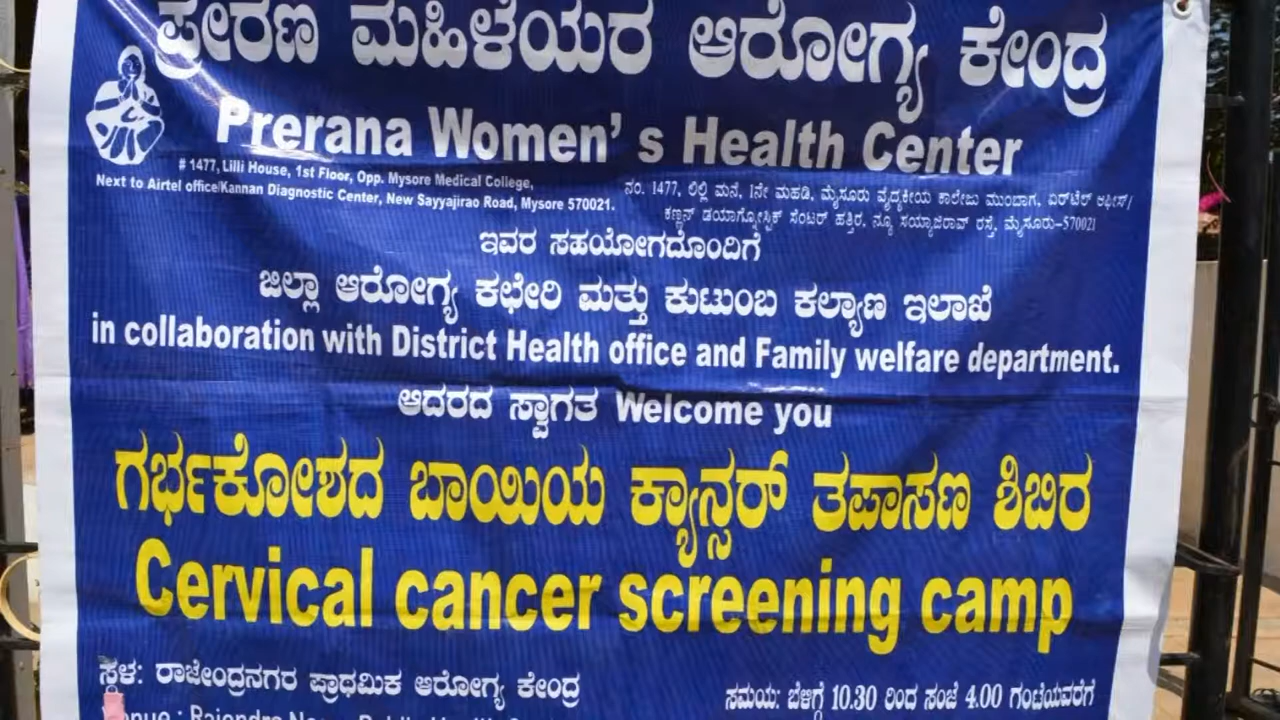 ಪ್ರೇರಣ ಮಹಿಳೆಯರ ಆರೋಗ್ಯ ಕೇಂದ್ರ
Prerana Women' s Health Center
# 1477, Lilli House, 1st Floor, Opp. Mysore Medical College,
Next to Airtel office/Kannan Diagnostic Center, New Sayyajirao Road, Mysore 570021.
ನಂ. 1477, ಲಿಲ್ಲಿ ಮನೆ, 1ನೇ ಮಹಡಿ, ಮೈಸೂರು ವೈದ್ಯಕೀಯ ಕಾಲೇಜು ಮುಂಬಾಗ, ಏರ್‌ಟೆಲ್ ಆಫೀಸ್/
ಕಣ್ಣನ್ ಡಯಾಗ್ನೋಸ್ಟಿಕ್ ಸೆಂಟರ್ ಹತ್ತಿರ, ನ್ಯೂ ಸಯ್ಯಾಜಿರಾವ್ ರಸ್ತೆ, ಮೈಸೂರು-570021
ಇವರ ಸಹಯೋಗದೊಂದಿಗೆ
ಜಿಲ್ಲಾ ಆರೋಗ್ಯ ಕಛೇರಿ ಮತ್ತು ಕುಟುಂಬ ಕಲ್ಯಾಣ ಇಲಾಖೆ
in collaboration with District Health office and Family welfare department.
ಆದರದ ಸ್ವಾಗತ Welcome you
ಗರ್ಭಕೋಶದ ಬಾಯಿಯ ಕ್ಯಾನ್ಸರ್ ತಪಾಸಣ ಶಿಬಿರ
Cervical cancer screening camp
ಸ್ಥಳ: ರಾಜೇಂದ್ರನಗರ ಪ್ರಾಥಮಿಕ ಆರೋಗ್ಯ ಕೇಂದ್ರ
ಸಮಯ: ಬೆಳಿಗ್ಗೆ 10.30 ರಿಂದ ಸಂಜೆ 4.00 ಗಂಟೆಯವರೆಗೆ